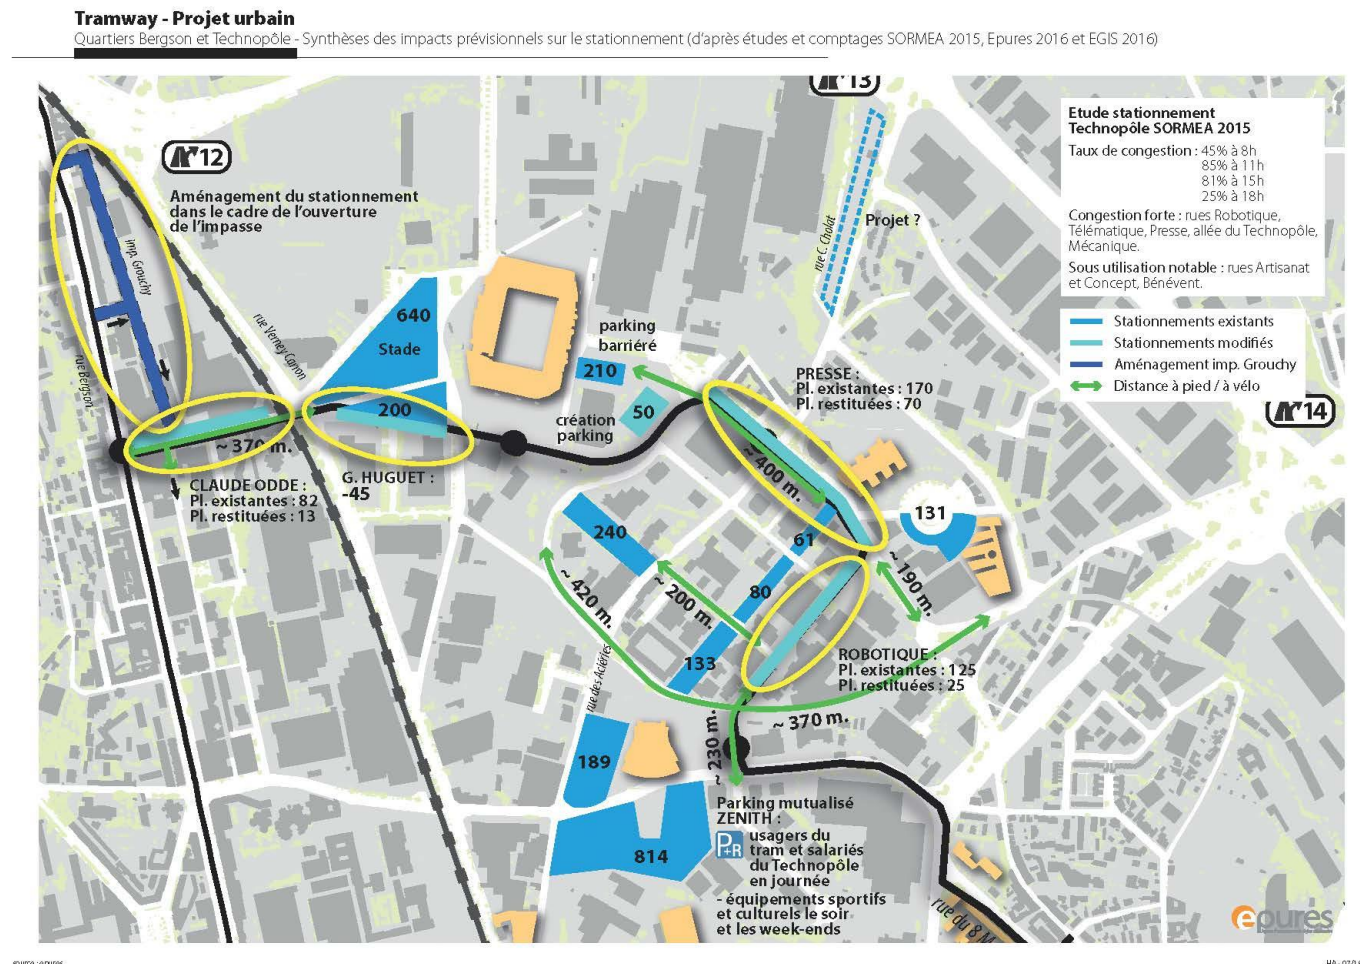 Tramway - Projet urbain
Quartiers Bergson et Technopôle - Synthèses des impacts prévisionnels sur le stationnement (d'après études et comptages SORMEA 2015, Epures 2016 et EGIS 2016)
13
12
Aménagement du stationnement
dans le cadre de l'ouverture
de l'impasse
Etude stationnement
Technopôle SORMEA 2015
Taux de congestion : 45% à 8h
85% à 11h
81% à 15h
25% à 18h
Congestion forte : rues Robotique,
Télématique, Presse, allée du Technopôle,
Mécanique.
Sous utilisation notable : rues Artisanat
et Concept, Bénévent.
Stationnements existants
Stationnements modifiés
Aménagement imp. Grouchy
Distance à pied / à vélo
14
Projet ?
rue C. Cholat
imp. Grouchy
rue Verney Carron
rue Bergson
640
Stade
200
parking
barriéré
210
création
parking
50
PRESSE :
Pl. existantes : 170
Pl. restituées : 70
~ 370 m.
CLAUDE ODDE :
Pl. existantes : 82
Pl. restituées : 13
G. HUGUET :
-45
~ 400 m.
131
240
61
80
133
~ 420 m.
~ 200 m.
~ 190 m.
ROBOTIQUE :
Pl. existantes : 125
Pl. restituées : 25
rue des Aciéries
~ 370 m.
~ 230 m.
189
814
Parking mutualisé
ZENITH :
P+R
usagers du
tram et salariés
du Technopôle
en journée
- équipements sportifs
et culturels le soir
et les week-ends
rue du 8 M
epures
source : epures